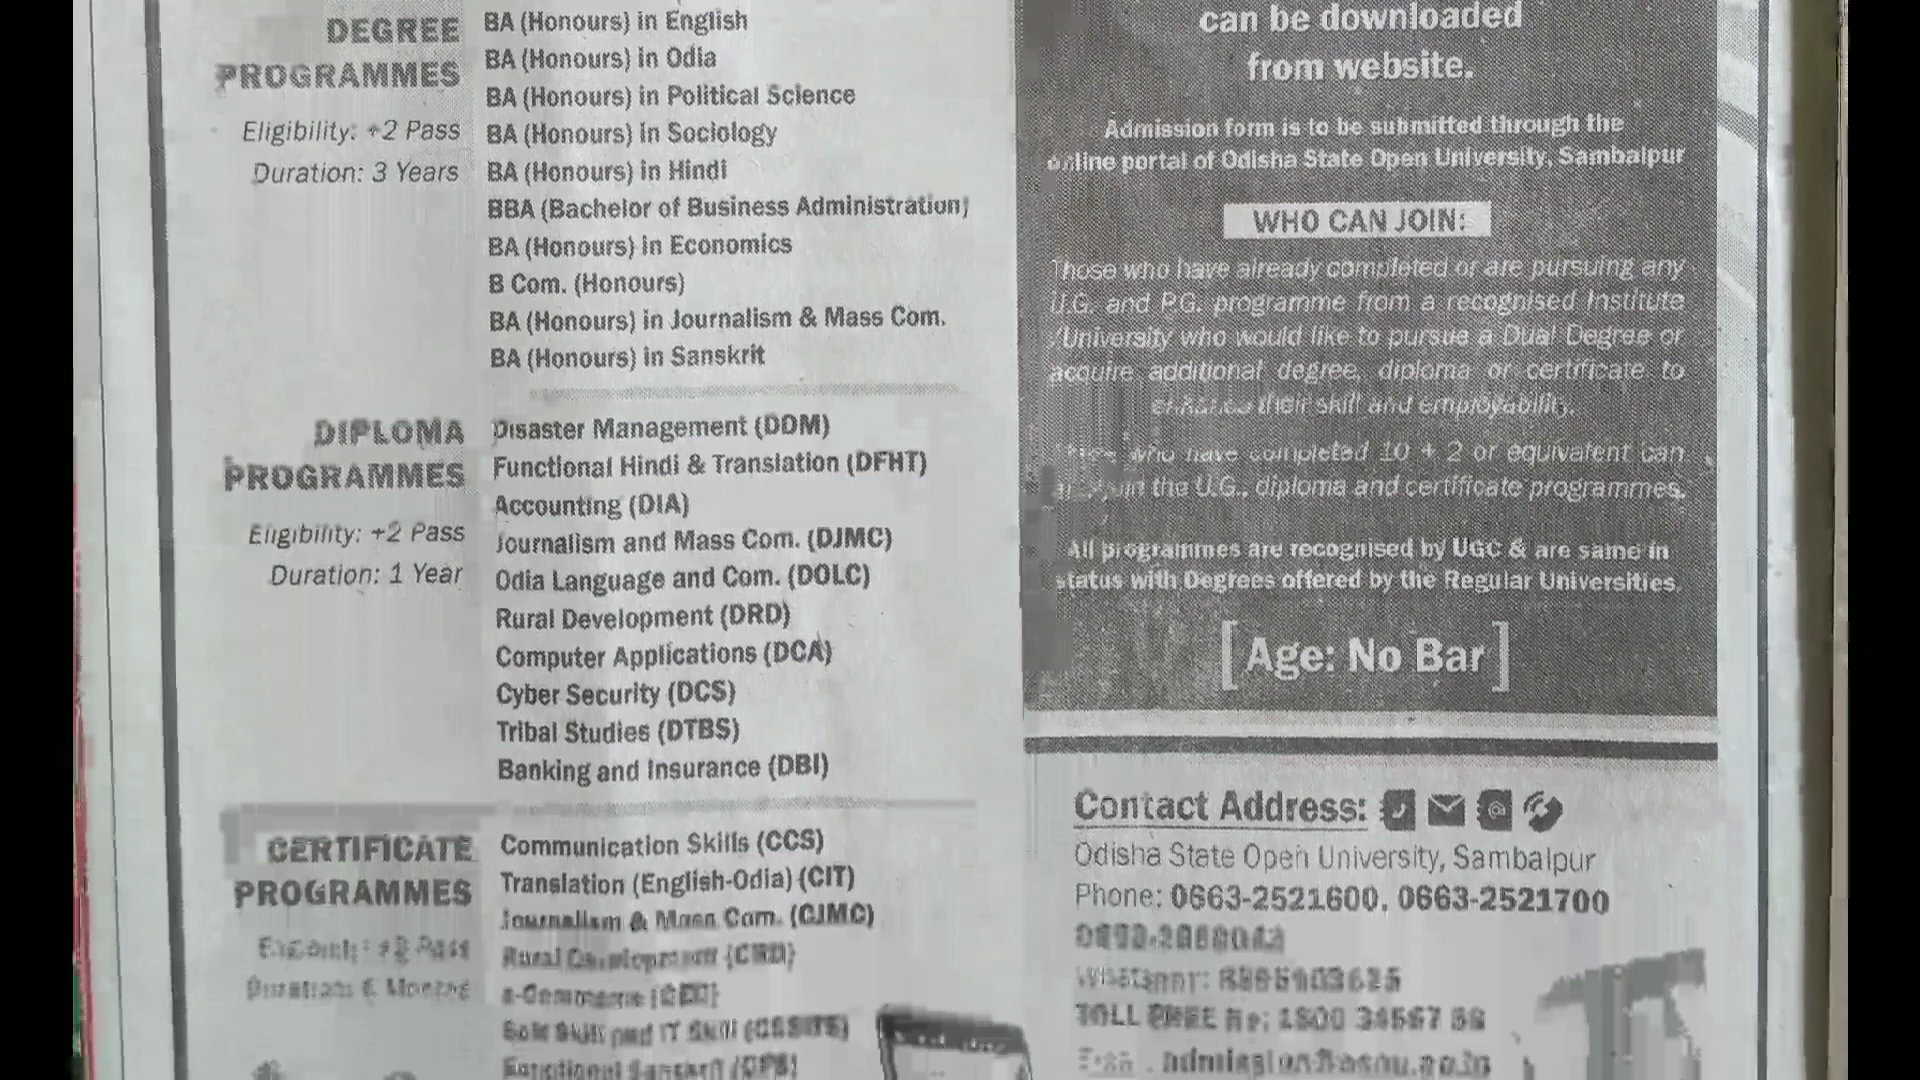 DEGREE
PROGRAMMES
Eligibility: +2 Pass
Duration: 3 Years
BA (Honours) in English
BA (Honours) in Odia
BA (Honours) in Political Science
BA (Honours) in Sociology
BA (Honours) in Hindi
BBA (Bachelor of Business Administration)
BA (Honours) in Economics
B Com. (Honours)
BA (Honours) in Journalism & Mass Com.
BA (Honours) in Sanskrit
DIPLOMA
PROGRAMMES
Eligibility: +2 Pass
Duration: 1 Year
Disaster Management (DDM)
Functional Hindi & Translation (DFHT)
Accounting (DIA)
Journalism and Mass Com. (DJMC)
Odia Language and Com. (DOLC)
Rural Development (DRD)
Computer Applications (DCA)
Cyber Security (DCS)
Tribal Studies (DTBS)
Banking and Insurance (DBI)
CERTIFICATE
PROGRAMMES
Communication Skills (CCS)
Translation (English-Odia) (CIT)
Journalism & Mass Com. (CJMC)
Rural Development (CRD)
can be downloaded
from website.
Admission form is to be submitted through the
online portal of Odisha State Open University, Sambalpur
WHO CAN JOIN:
Those who have already completed or are pursuing any
U.G. and P.G. programme from a recognised Institute
/University who would like to pursue a Dual Degree or
acquire additional degree, diploma or certificate to
their skill and employability.
who have completed 10 + 2 or equivalent can
in the U.G., diploma and certificate programmes.
All programmes are recognised by UGC & are same in
status with Degrees offered by the Regular Universities.
[Age: No Bar]
Contact Address:
Odisha State Open University, Sambalpur
Phone: 0663-2521600, 0663-2521700
TOLL FREE No: